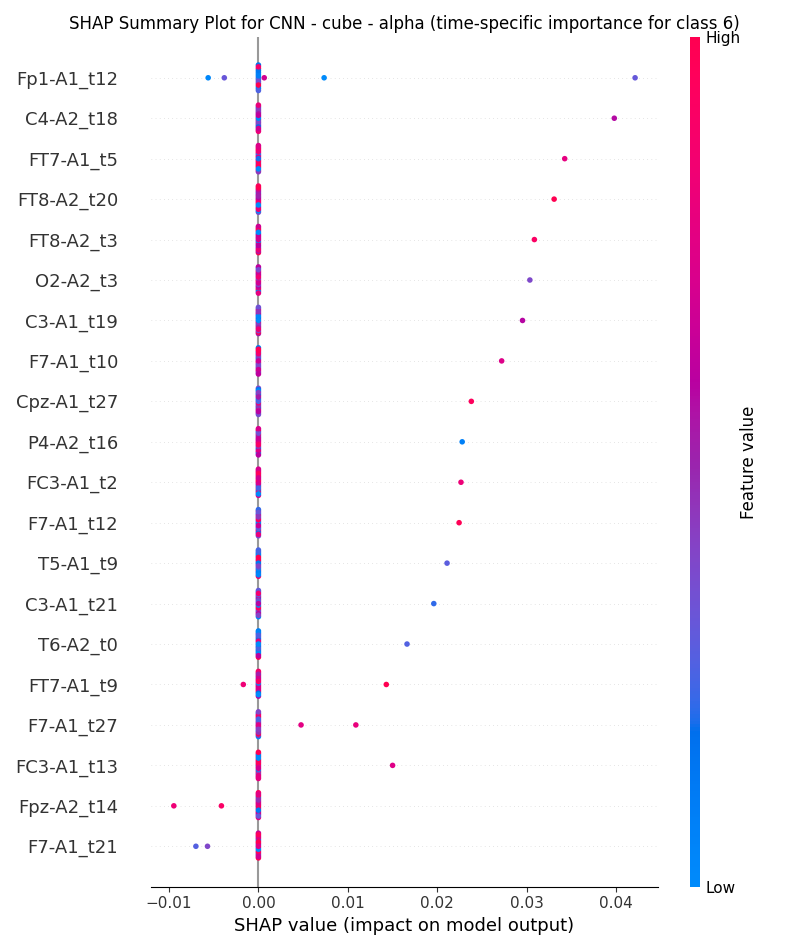 SHAP Summary Plot for CNN - cube - alpha (time-specific importance for class 6)
High
Fp1-A1_t12
C4-A2_t18
FT7-A1_t5
FT8-A2_t20
FT8-A2_t3
O2-A2_t3
C3-A1_t19
F7-A1_t10
Cpz-A1_t27
P4-A2_t16
FC3-A1_t2
F7-A1_t12
T5-A1_t9
C3-A1_t21
T6-A2_t0
FT7-A1_t9
F7-A1_t27
FC3-A1_t13
Fpz-A2_t14
F7-A1_t21
Feature value
Low
−0.01 0.00 0.01 0.02 0.03 0.04
SHAP value (impact on model output)